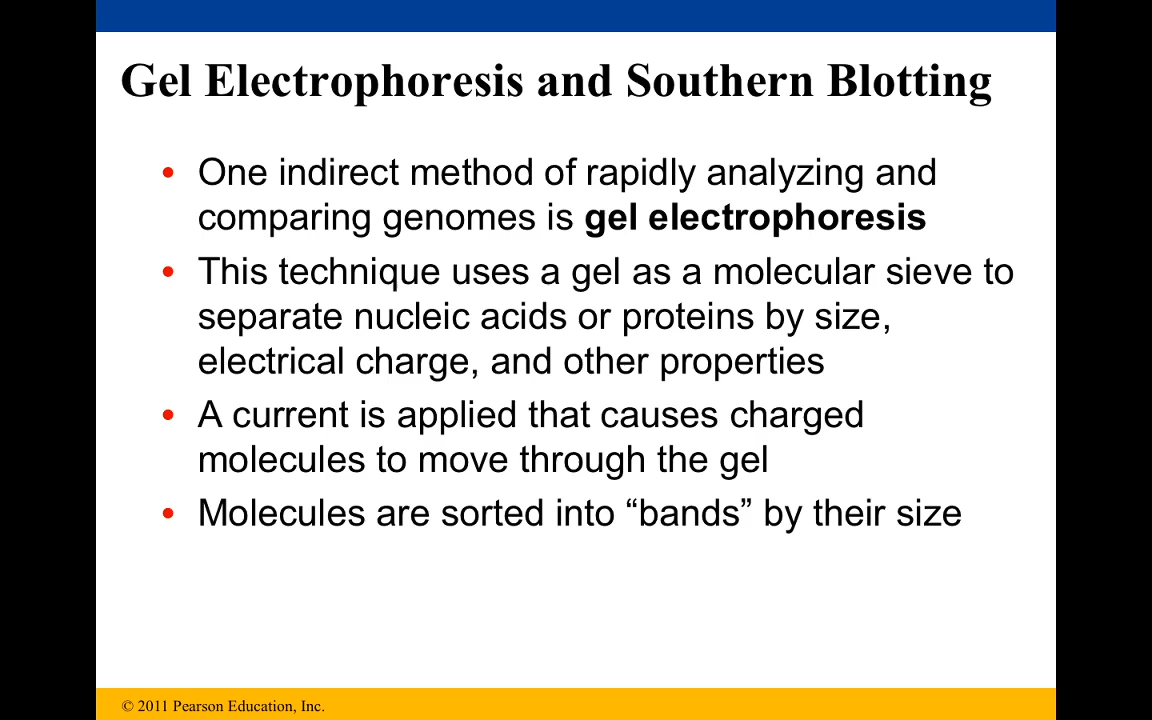 Gel Electrophoresis and Southern Blotting
• One indirect method of rapidly analyzing and
comparing genomes is gel electrophoresis
• This technique uses a gel as a molecular sieve to
separate nucleic acids or proteins by size,
electrical charge, and other properties
• A current is applied that causes charged
molecules to move through the gel
• Molecules are sorted into “bands” by their size
© 2011 Pearson Education, Inc.